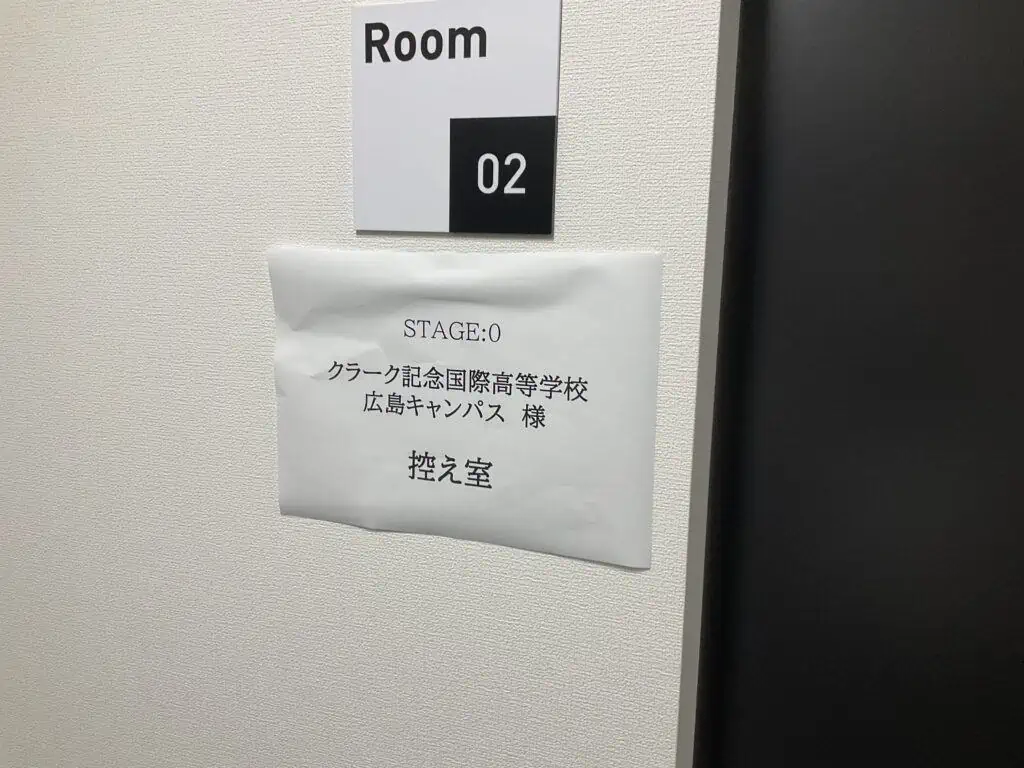 Room
02
STAGE:0
クラーク記念国際高等学校
広島キャンパス 様
控え室